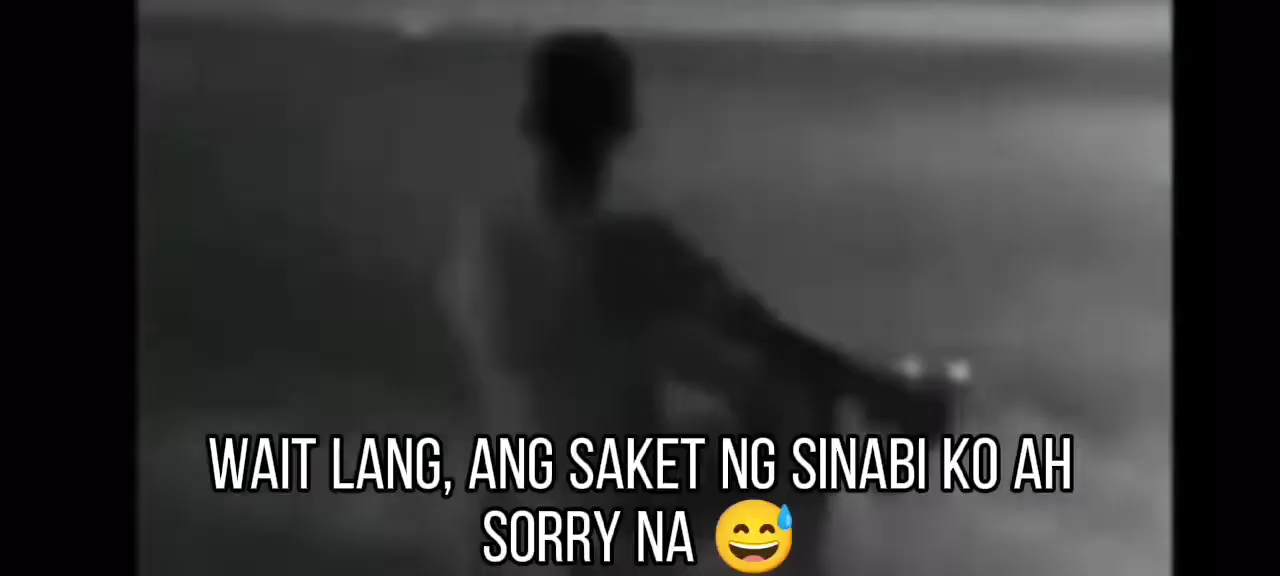 WAIT LANG, ANG SAKET NG SINABI KO AH
SORRY NA 😅